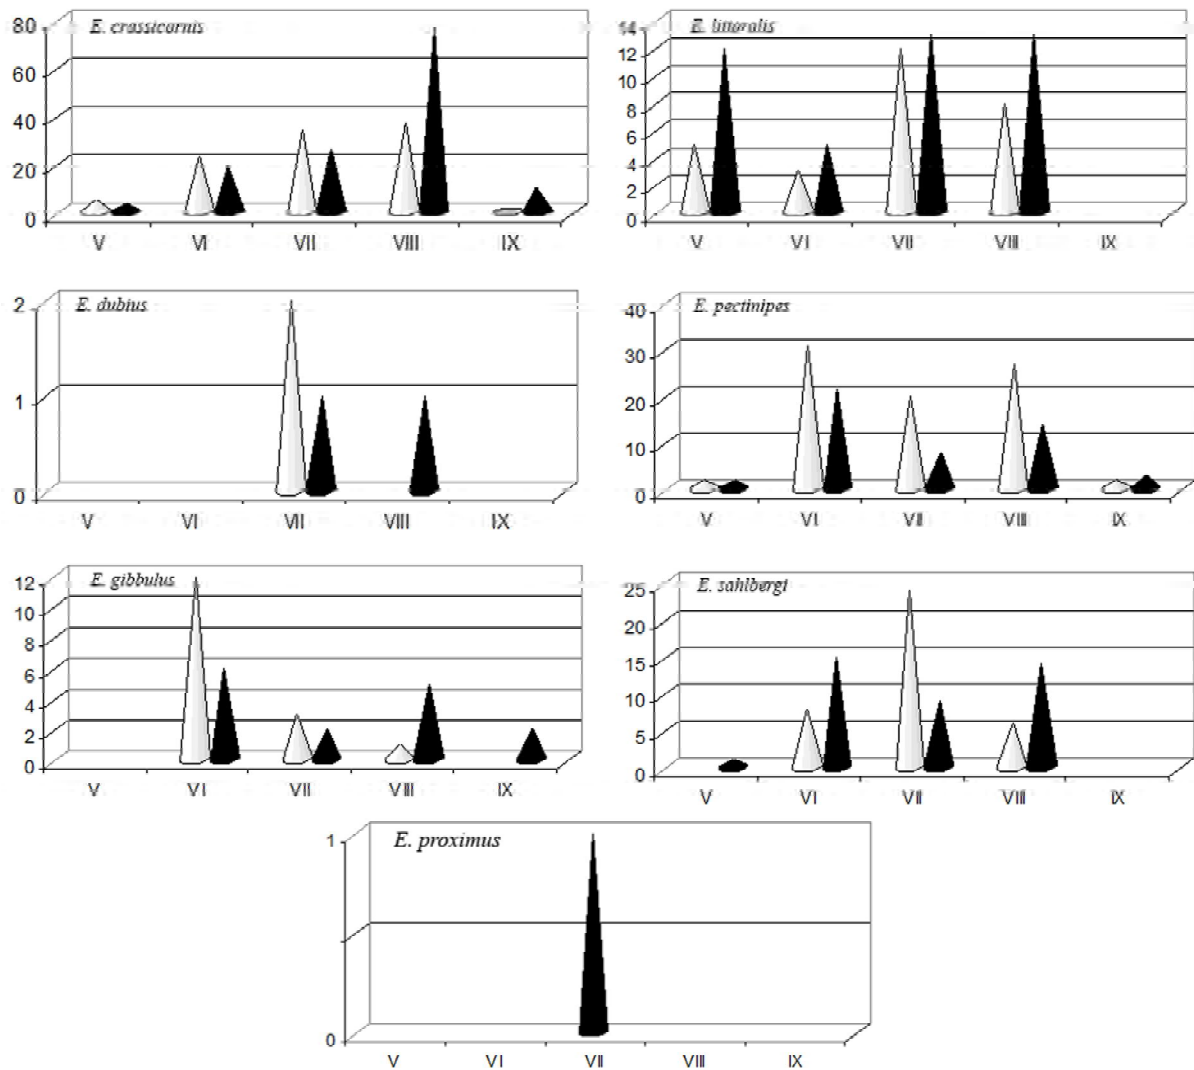 E. crassicornis
80
60
40
20
0
V VI VII VIII IX
E. littoralis
14
12
10
8
6
4
2
0
V VI VII VIII IX
E. dubius
2
1
0
V VI VII VIII IX
E. pectinipes
40
30
20
10
0
V VI VII VIII IX
E. gibbulus
12
10
8
6
4
2
0
V VI VII VIII IX
E. sahlbergi
25
20
15
10
5
0
V VI VII VIII IX
E. proximus
1
0
V VI VII VIII IX